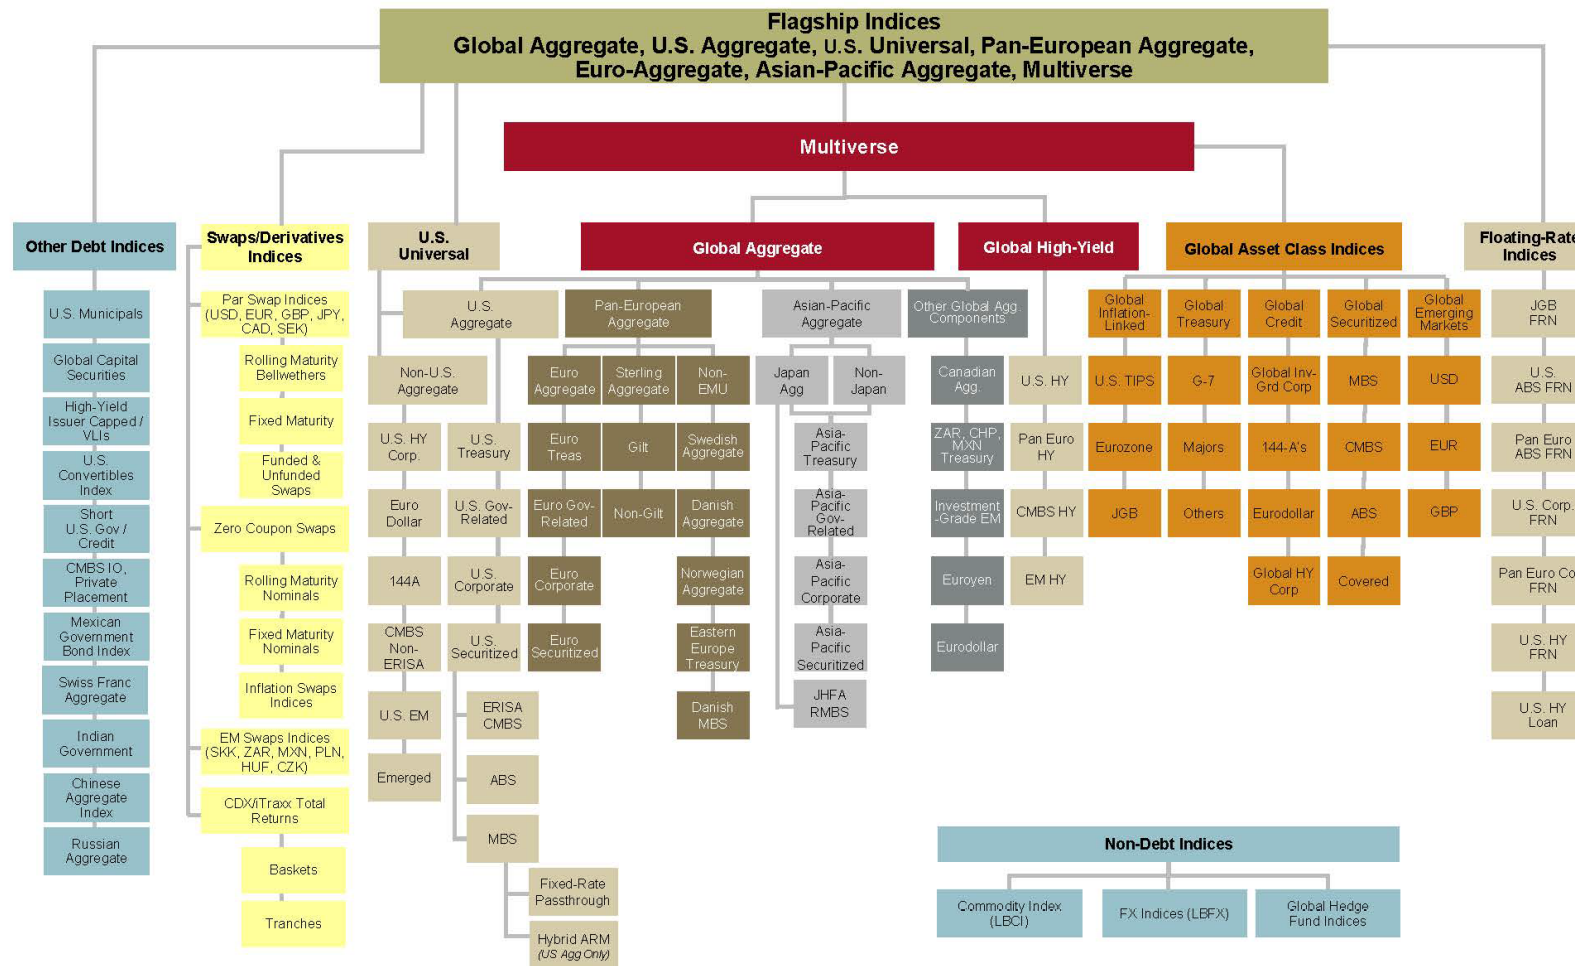 Flagship Indices
Global Aggregate, U.S. Aggregate, U.S. Universal, Pan-European Aggregate,
Euro-Aggregate, Asian-Pacific Aggregate, Multiverse
Multiverse
Other Debt Indices
U.S. Municipals
Global Capital
Securities
High-Yield
Issuer Capped /
VLIs
U.S.
Convertibles
Index
Short
U.S. Gov /
Credit
CMBS IO,
Private
Placement
Mexican
Government
Bond Index
Swiss Franc
Aggregate
Indian
Government
Chinese
Aggregate
Index
Russian
Aggregate
Swaps/Derivatives
Indices
Par Swap Indices
(USD, EUR, GBP, JPY,
CAD, SEK)
Rolling Maturity
Bellwethers
Fixed Maturity
Funded &
Unfunded
Swaps
Zero Coupon Swaps
Rolling Maturity
Nominals
Fixed Maturity
Nominals
Inflation Swaps
Indices
EM Swaps Indices
(SKK, ZAR, MXN, PLN,
HUF, CZK)
CDX/iTraxx Total
Returns
Baskets
Tranches
U.S.
Universal
U.S.
Aggregate
Non-U.S.
Aggregate
U.S. HY
Corp.
Euro
Dollar
144A
CMBS
Non-
ERISA
U.S. EM
Emerged
U.S.
Treasury
U.S. Gov-
Related
U.S.
Corporate
U.S.
Securitized
ERISA
CMBS
ABS
MBS
Fixed-Rate
Passthrough
Hybrid ARM
(US Agg Only)
Global Aggregate
Pan-European
Aggregate
Euro
Aggregate
Euro
Treas
Euro Gov-
Related
Euro
Corporate
Euro
Securitized
Sterling
Aggregate
Gilt
Non-Gilt
Non-
EMU
Swedish
Aggregate
Danish
Aggregate
Norwegian
Aggregate
Eastern
Europe
Treasury
Danish
MBS
Asian-Pacific
Aggregate
Japan
Agg
Non-
Japan
Asia-
Pacific
Treasury
Asia-
Pacific
Gov-
Related
Asia-
Pacific
Corporate
Asia-
Pacific
Securitized
JHFA
RMBS
Other Global Agg.
Components
Canadian
Agg.
ZAR, CHP,
MXN
Treasury
Investment
-Grade EM
Euroyen
Eurodollar
Global High-Yield
U.S. HY
Pan Euro
HY
CMBS HY
EM HY
Global Asset Class Indices
Global
Inflation-
Linked
U.S. TIPS
Eurozone
JGB
Global
Treasury
G-7
Majors
Others
Global
Credit
Global Inv-
Grd Corp
144-A's
Eurodollar
Global HY
Corp
Global
Securitized
MBS
CMBS
ABS
Covered
Global
Emerging
Markets
USD
EUR
GBP
Floating-Rate
Indices
JGB
FRN
U.S.
ABS FRN
Pan Euro
ABS FRN
U.S. Corp.
FRN
Pan Euro Co
FRN
U.S. HY
FRN
U.S. HY
Loan
Non-Debt Indices
Commodity Index
(LBCI)
FX Indices (LBFX)
Global Hedge
Fund Indices